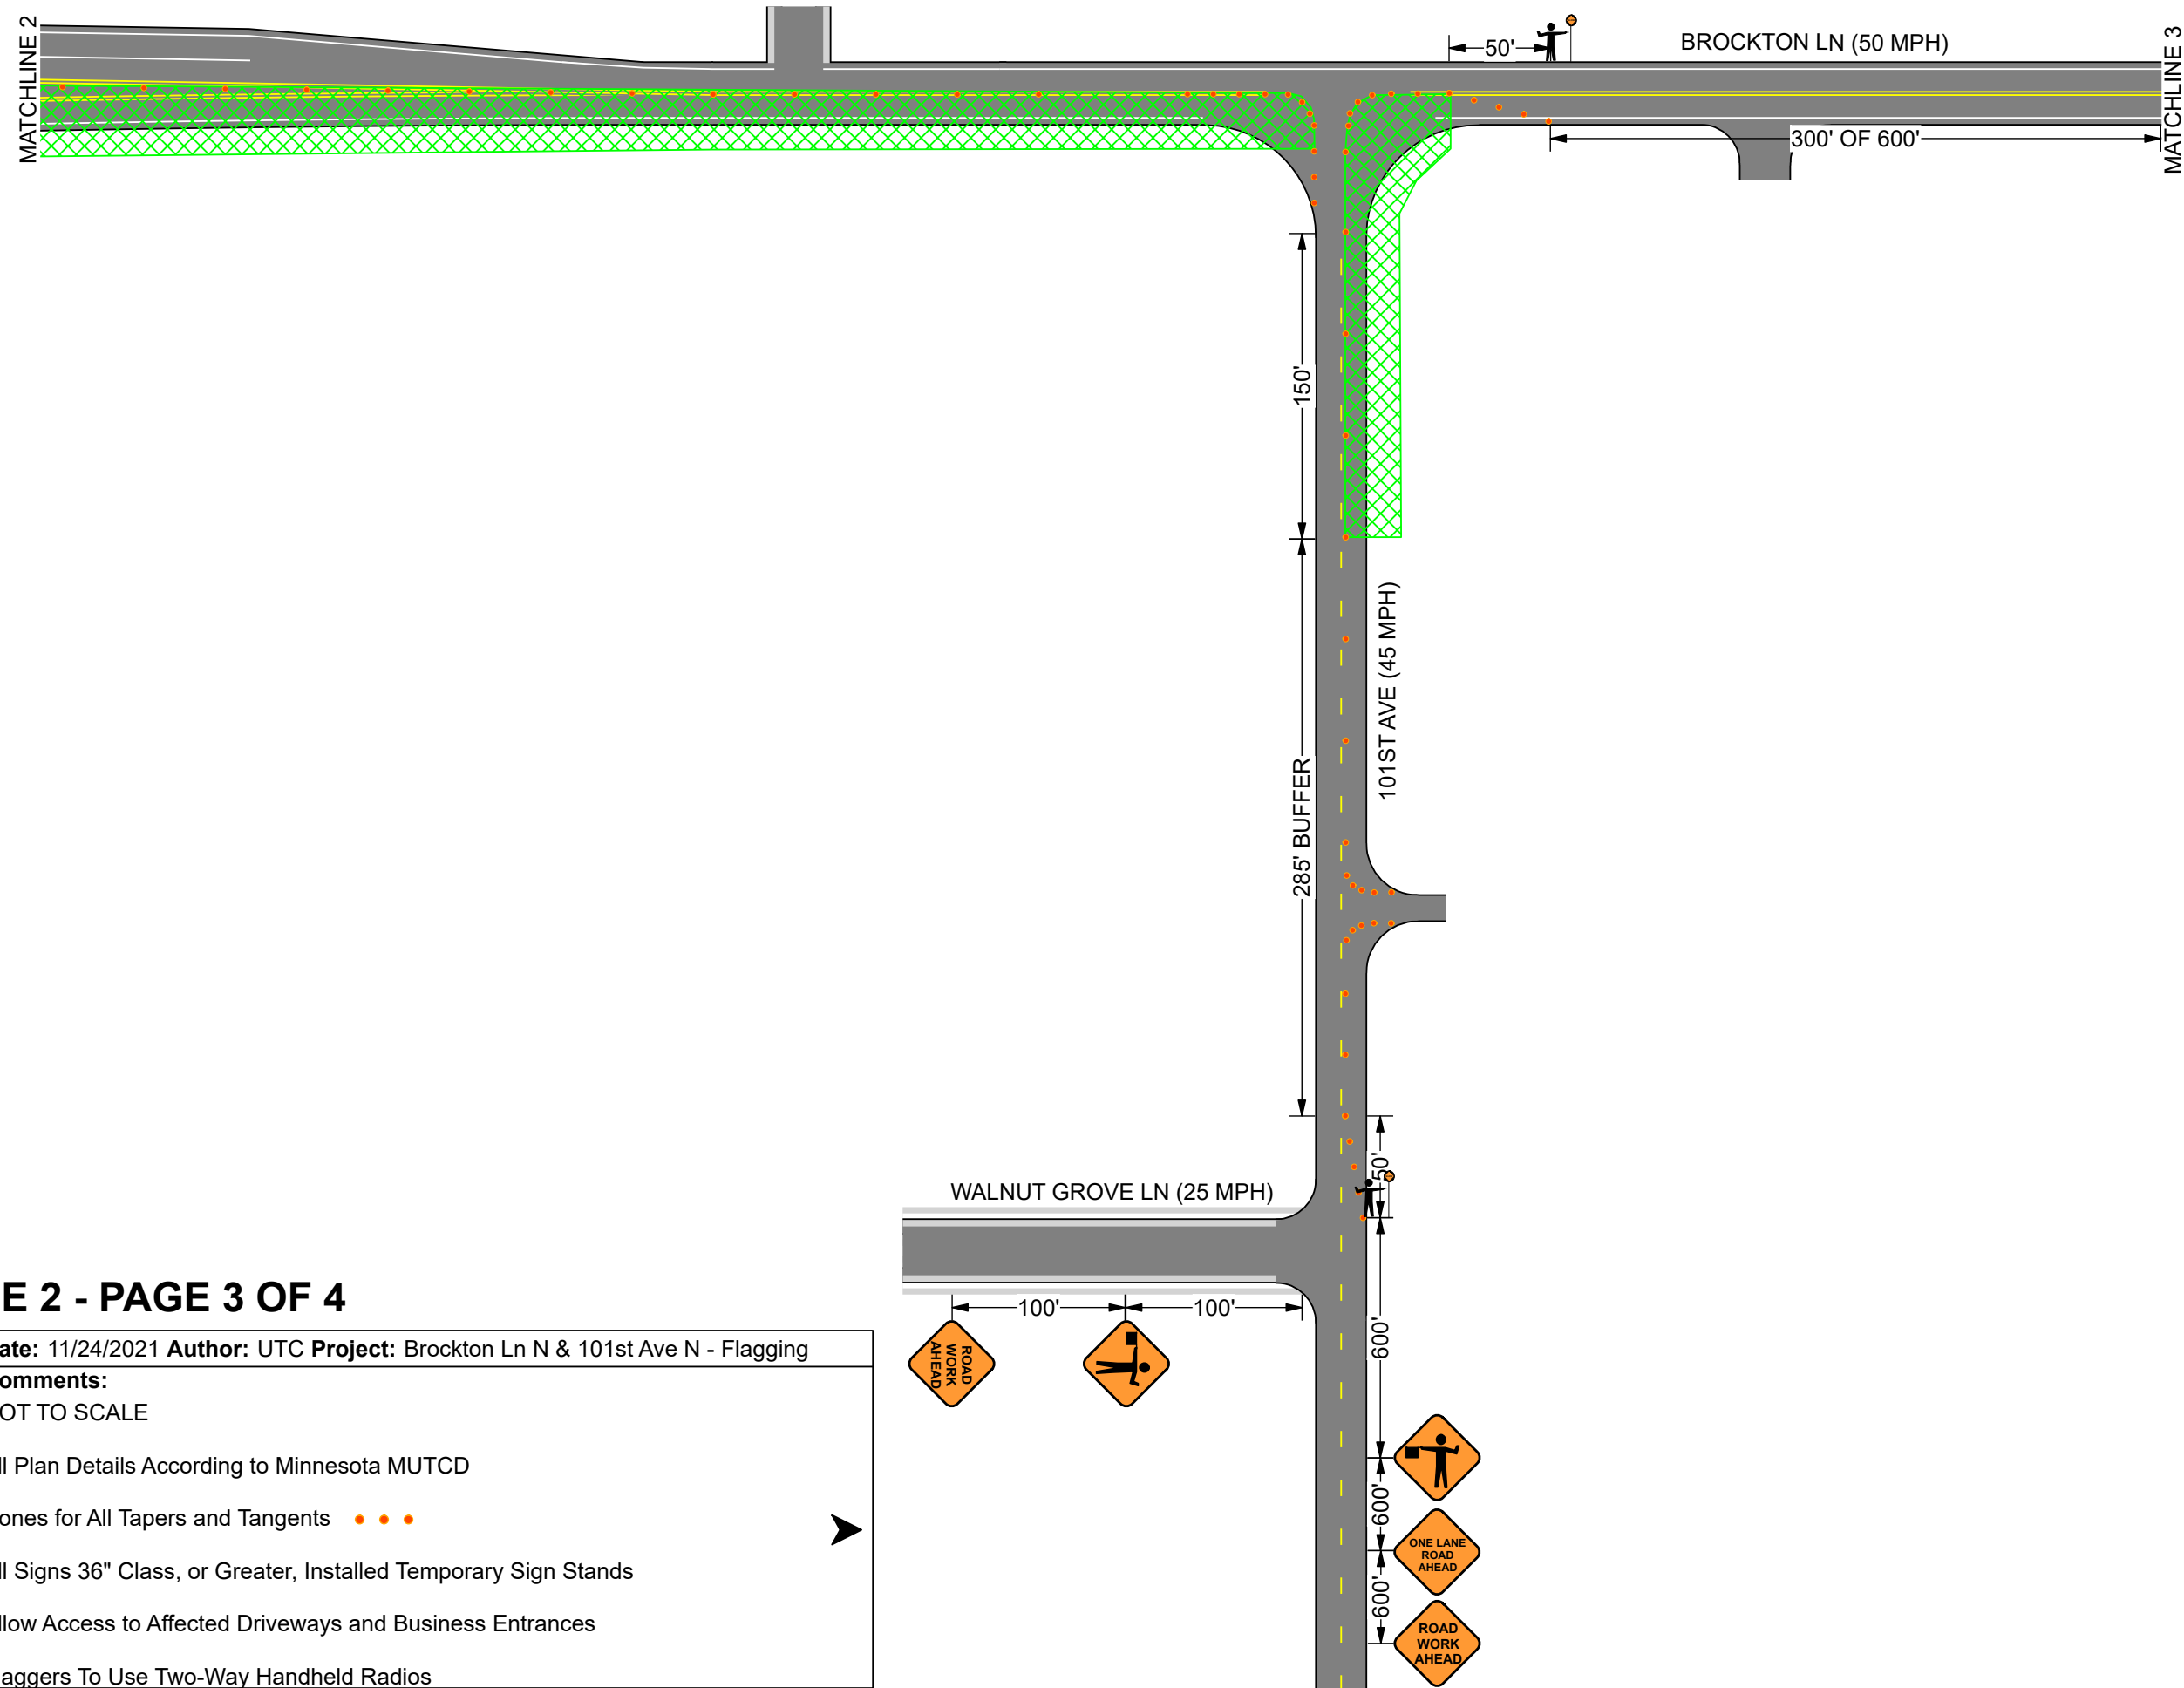 MATCHLINE 2
50'
BROCKTON LN (50 MPH)
MATCHLINE 3
300' OF 600'
150'
101ST AVE (45 MPH)
285' BUFFER
50'
WALNUT GROVE LN (25 MPH)
100'
100'
600'
ROAD
WORK
AHEAD
600'
ONE LANE
ROAD
AHEAD
600'
ROAD
WORK
AHEAD
E 2 - PAGE 3 OF 4
ate: 11/24/2021 Author: UTC Project: Brockton Ln N & 101st Ave N - Flagging
omments:
OT TO SCALE
ll Plan Details According to Minnesota MUTCD
ones for All Tapers and Tangents
ll Signs 36" Class, or Greater, Installed Temporary Sign Stands
llow Access to Affected Driveways and Business Entrances
aggers To Use Two-Way Handheld Radios